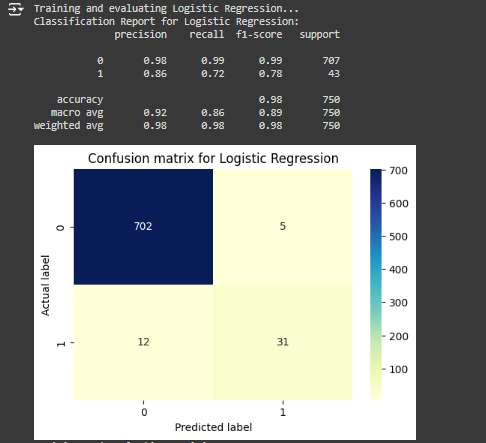 Training and evaluating Logistic Regression...
Classification Report for Logistic Regression:
precision recall f1-score support
0 0.98 0.99 0.99 707
1 0.86 0.72 0.78 43
accuracy 0.98 750
macro avg 0.92 0.86 0.89 750
weighted avg 0.98 0.98 0.98 750
Confusion matrix for Logistic Regression
700
600
500
400
300
200
100
Actual label
0
702 5
1
12 31
0 1
Predicted label